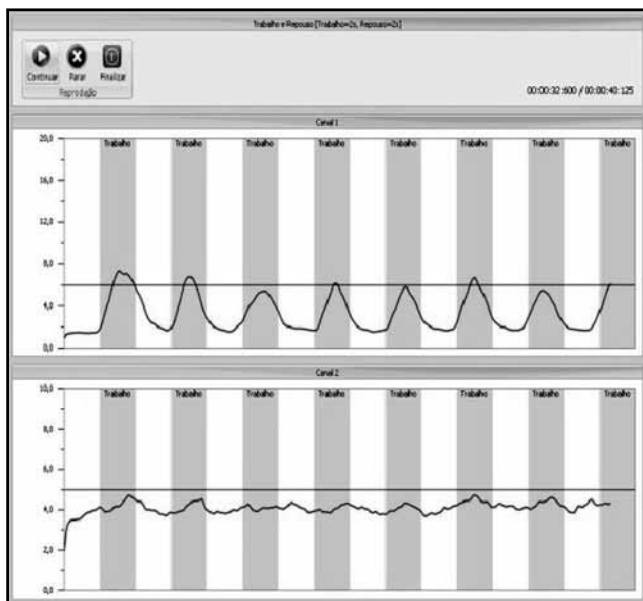 Trabalho e Repouso [Trabalho=2s, Repouso=2s]
Continuar Parar Finalizar
Reprodução
00:00:32:600 / 00:00:40:125
Canal 1
20,0
Trabalho Trabalho Trabalho Trabalho Trabalho Trabalho Trabalho Trabalho
16,0
12,0
8,0
4,0
0,0
Canal 2
10,0
Trabalho Trabalho Trabalho Trabalho Trabalho Trabalho Trabalho Trabalho
8,0
6,0
4,0
2,0
0,0